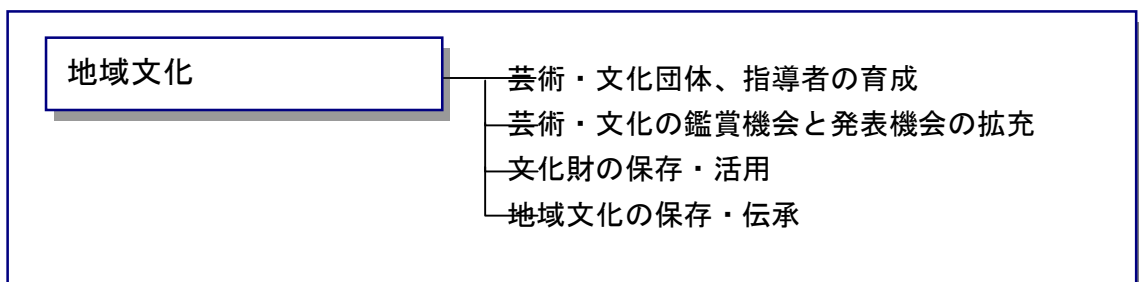 地域文化
芸術・文化団体、指導者の育成
芸術・文化の鑑賞機会と発表機会の拡充
文化財の保存・活用
地域文化の保存・伝承